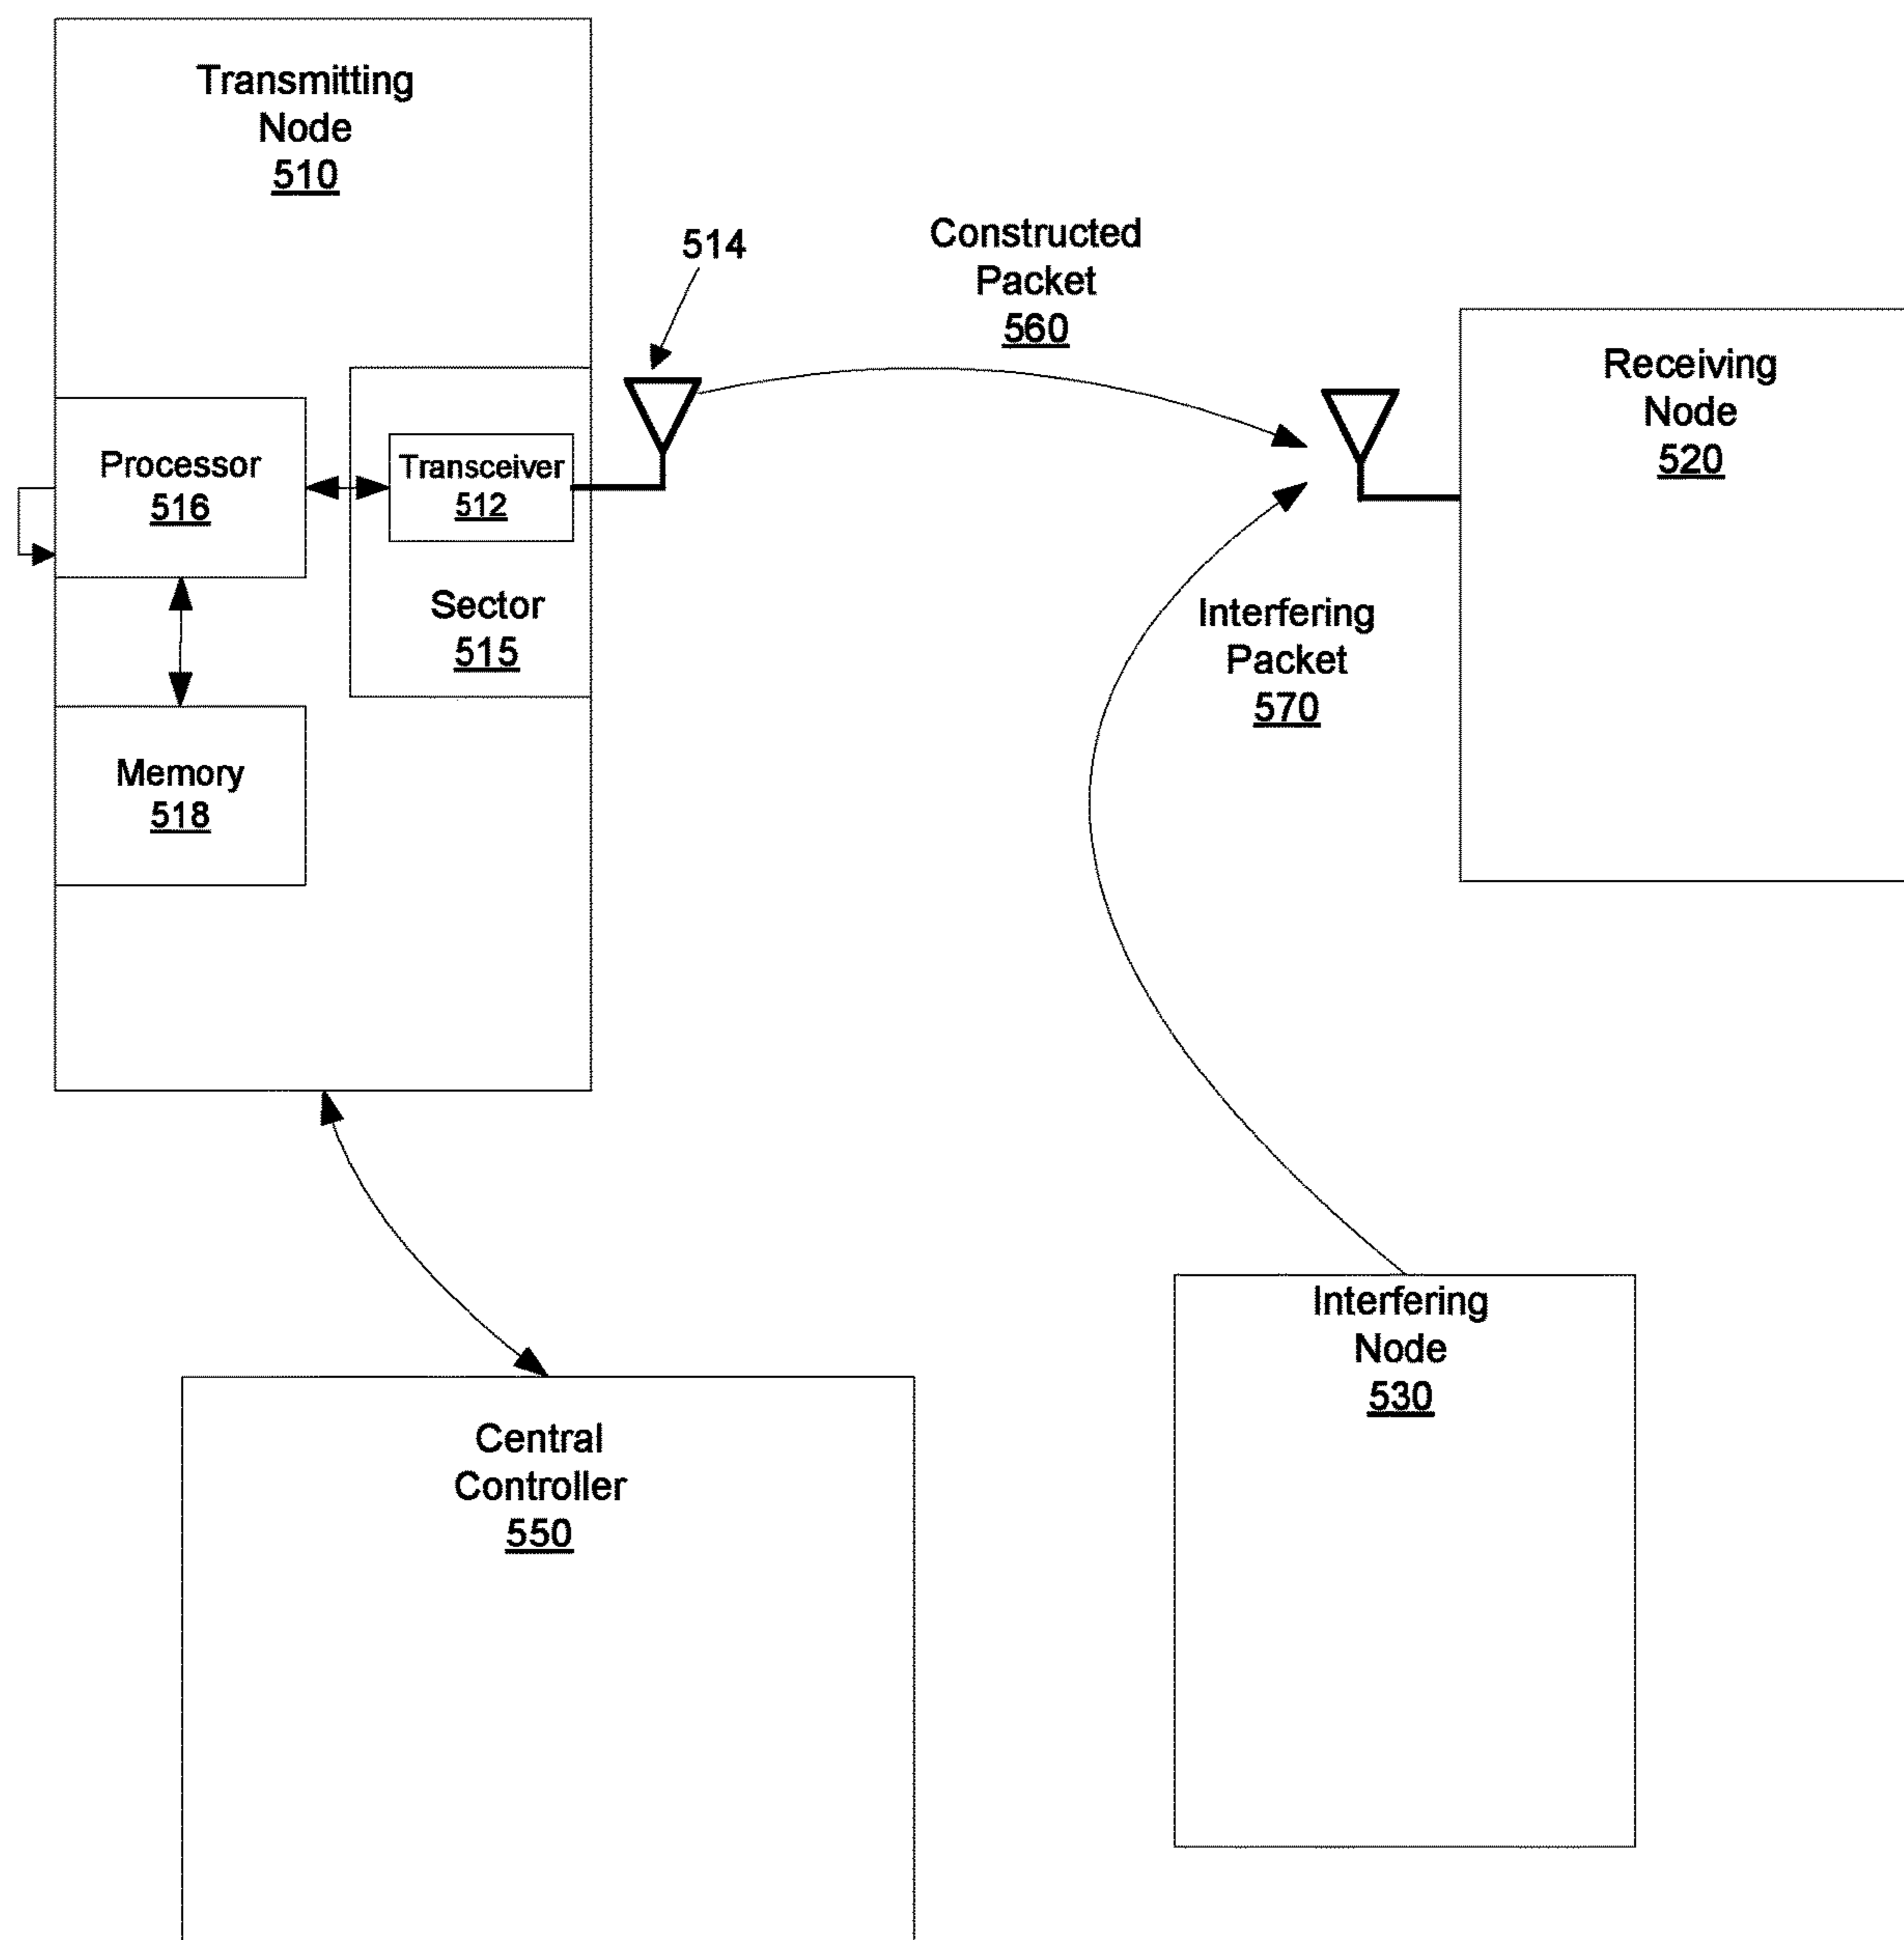 Transmitting
Node
510
514
Constructed
Packet
560
Receiving
Node
520
Processor
516
Transceiver
512
Sector
515
Interfering
Packet
570
Memory
518
Interfering
Node
530
Central
Controller
550